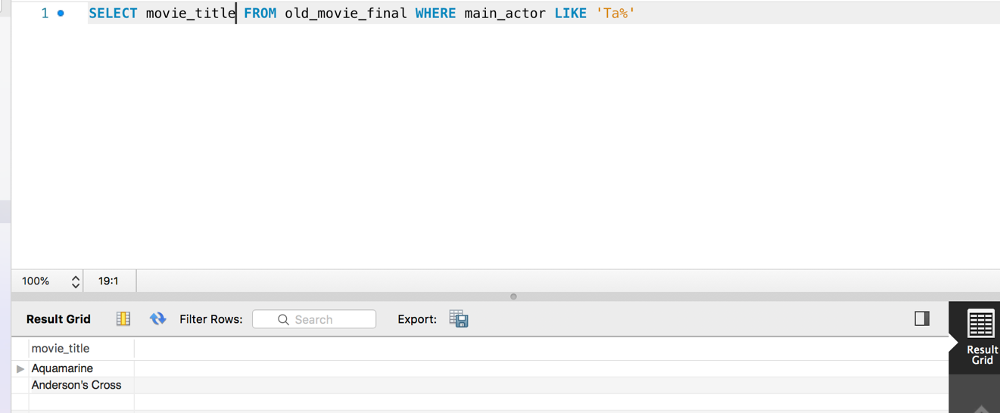 1 SELECT movie_title FROM old_movie_final WHERE main_actor LIKE 'Ta%'
100% 19:1
Result Grid Filter Rows: Search Export:
Result
Grid
movie_title
Aquamarine
Anderson's Cross